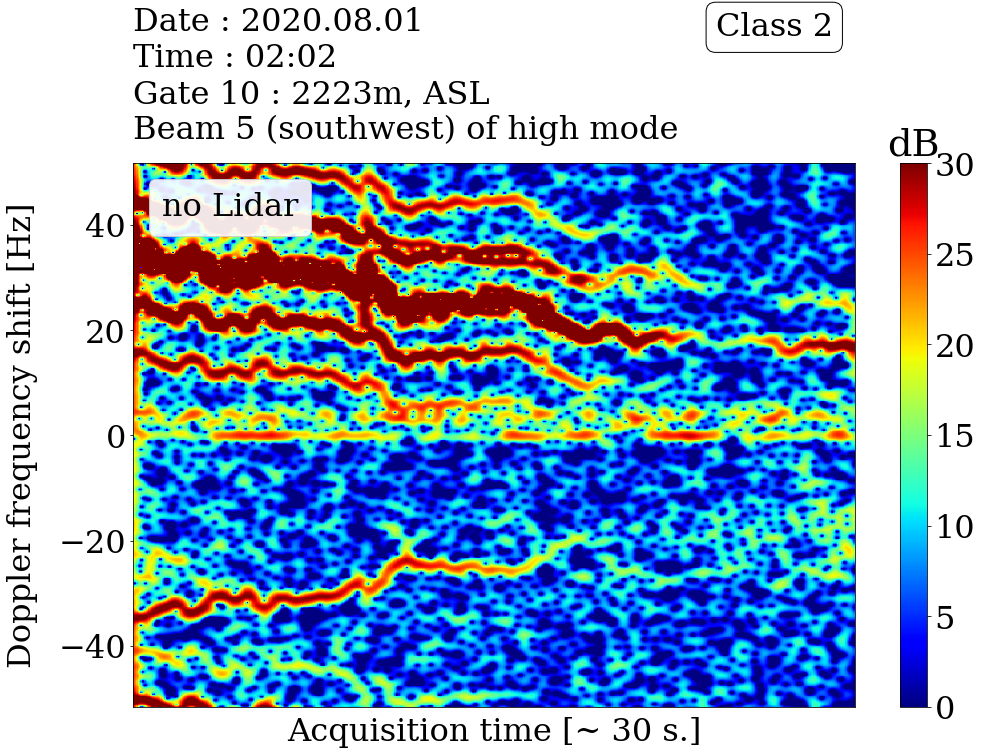 Date : 2020.08.01
Time : 02:02
Gate 10 : 2223m, ASL
Beam 5 (southwest) of high mode
Class 2
dB
no Lidar
Doppler frequency shift [Hz]
40
20
0
−20
−40
30
25
20
15
10
5
0
Acquisition time [~ 30 s.]